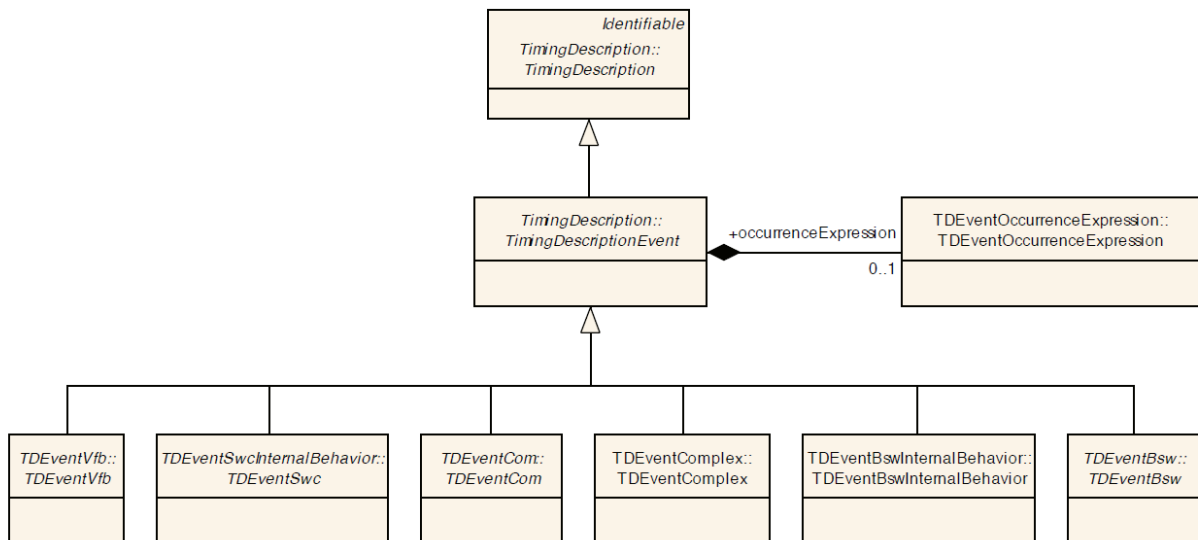 Identifiable
TimingDescription::
TimingDescription
TimingDescription::
TimingDescriptionEvent
+occurrenceExpression
0..1
TDEventOccurrenceExpression::
TDEventOccurrenceExpression
TDEventVfb::
TDEventVfb
TDEventSwcInternalBehavior::
TDEventSwc
TDEventCom::
TDEventCom
TDEventComplex::
TDEventComplex
TDEventBswInternalBehavior::
TDEventBswInternalBehavior
TDEventBsw::
TDEventBsw